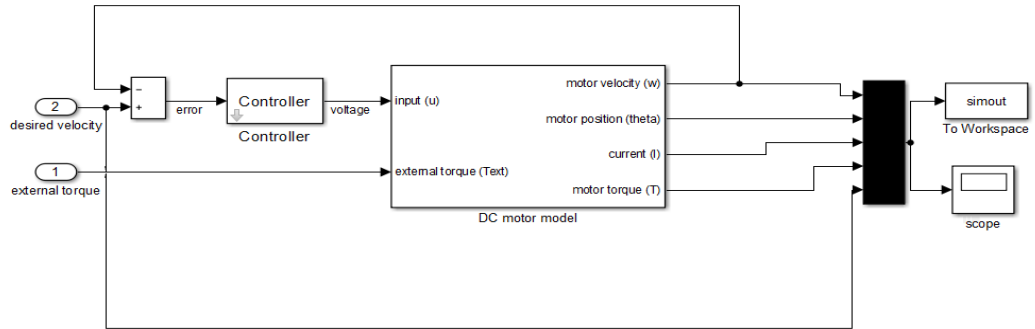 2
desired velocity
1
external torque
−
+
error
Controller
Controller
voltage
input (u)
external torque (Text)
motor velocity (w)
motor position (theta)
current (I)
motor torque (T)
DC motor model
simout
To Workspace
scope